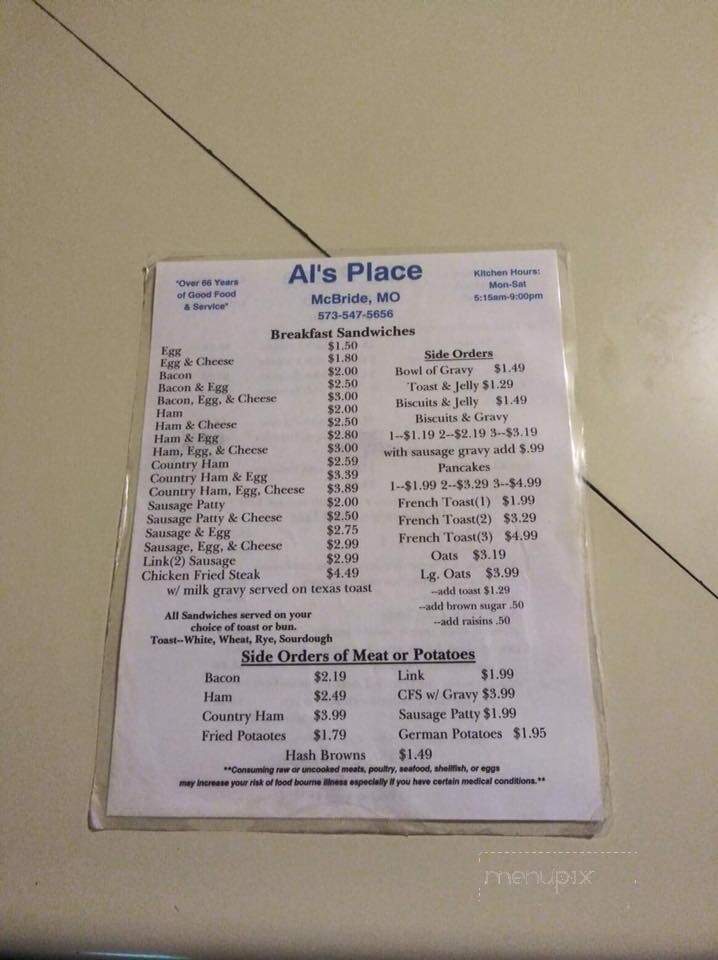 "Over 66 Years
of Good Food
& Service"
Al's Place
McBride, MO
573-547-5656
Kitchen Hours:
Mon-Sat
5:15am-9:00pm
Breakfast Sandwiches
Egg $1.50
Egg & Cheese $1.80
Bacon $2.00
Bacon & Egg $2.50
Bacon, Egg, & Cheese $3.00
Ham $2.00
Ham & Cheese $2.50
Ham & Egg $2.80
Ham, Egg, & Cheese $3.00
Country Ham $2.59
Country Ham & Egg $3.39
Country Ham, Egg, Cheese $3.89
Sausage Patty $2.00
Sausage Patty & Cheese $2.50
Sausage & Egg $2.75
Sausage, Egg, & Cheese $2.99
Link(2) Sausage $2.99
Chicken Fried Steak $4.49
w/ milk gravy served on texas toast
All Sandwiches served on your
choice of toast or bun.
Toast--White, Wheat, Rye, Sourdough
Side Orders
Bowl of Gravy $1.49
Toast & Jelly $1.29
Biscuits & Jelly $1.49
Biscuits & Gravy
1--$1.19 2--$2.19 3--$3.19
with sausage gravy add $.99
Pancakes
1--$1.99 2--$3.29 3--$4.99
French Toast(1) $1.99
French Toast(2) $3.29
French Toast(3) $4.99
Oats $3.19
Lg. Oats $3.99
--add toast $1.29
--add brown sugar .50
--add raisins .50
Side Orders of Meat or Potatoes
Bacon $2.19 Link $1.99
Ham $2.49 CFS w/ Gravy $3.99
Country Ham $3.99 Sausage Patty $1.99
Fried Potaotes $1.79 German Potatoes $1.95
Hash Browns $1.49
**Consuming raw or uncooked meats, poultry, seafood, shellfish, or eggs
may increase your risk of food bourne illness especially if you have certain medical conditions.**
menupix